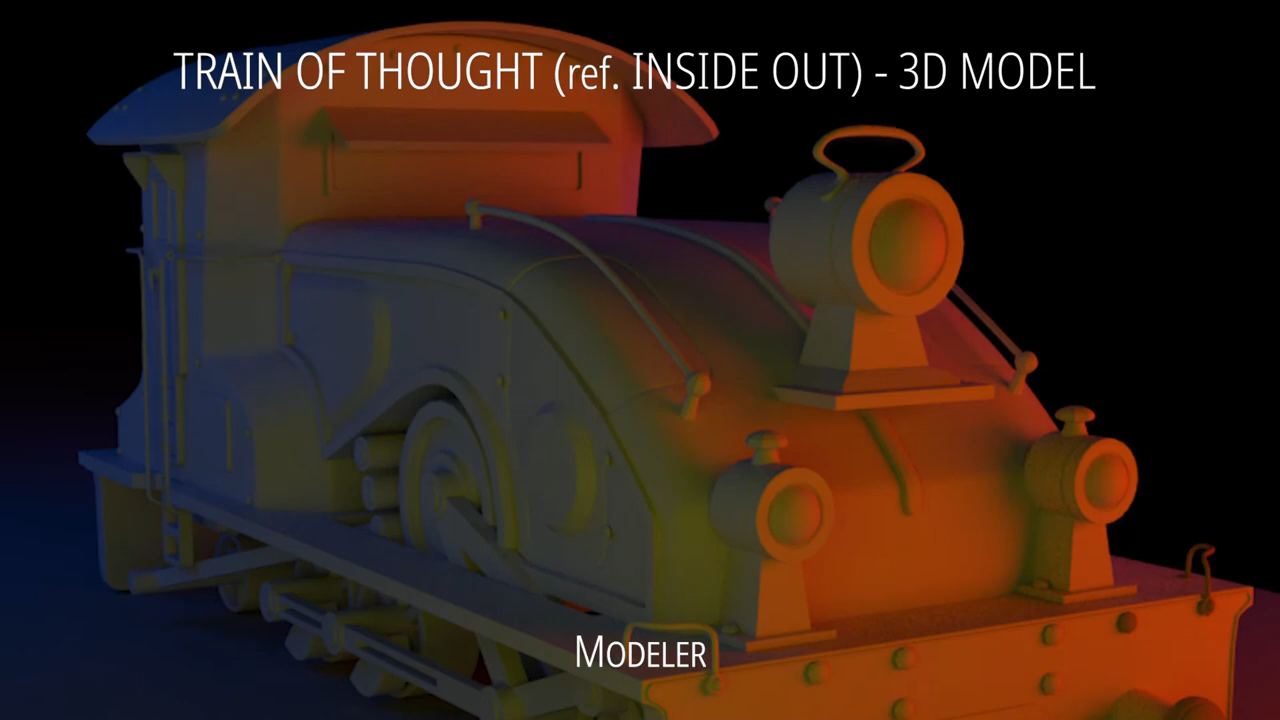 TRAIN OF THOUGHT (ref. INSIDE OUT) - 3D MODEL
MODELER